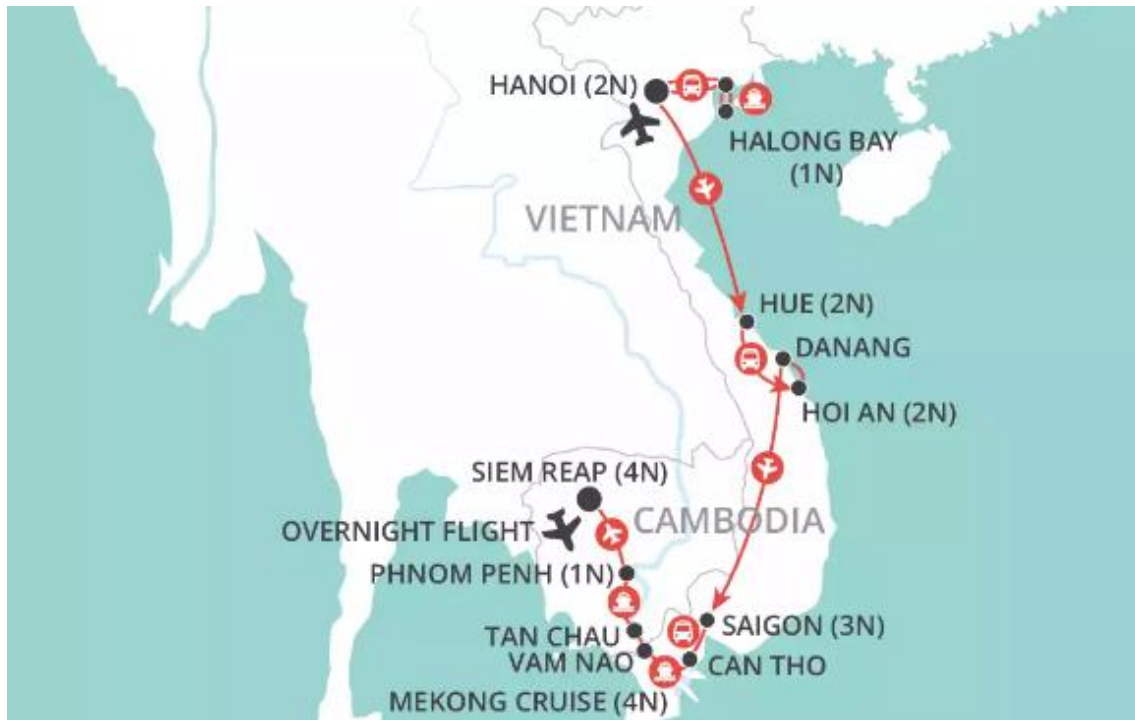 HANOI (2N)
HALONG BAY
(1N)
VIETNAM
HUE (2N)
DANANG
HOI AN (2N)
SIEM REAP (4N)
CAMBODIA
OVERNIGHT FLIGHT
PHNOM PENH (1N)
SAIGON (3N)
TAN CHAU
VAM NAO
CAN THO
MEKONG CRUISE (4N)